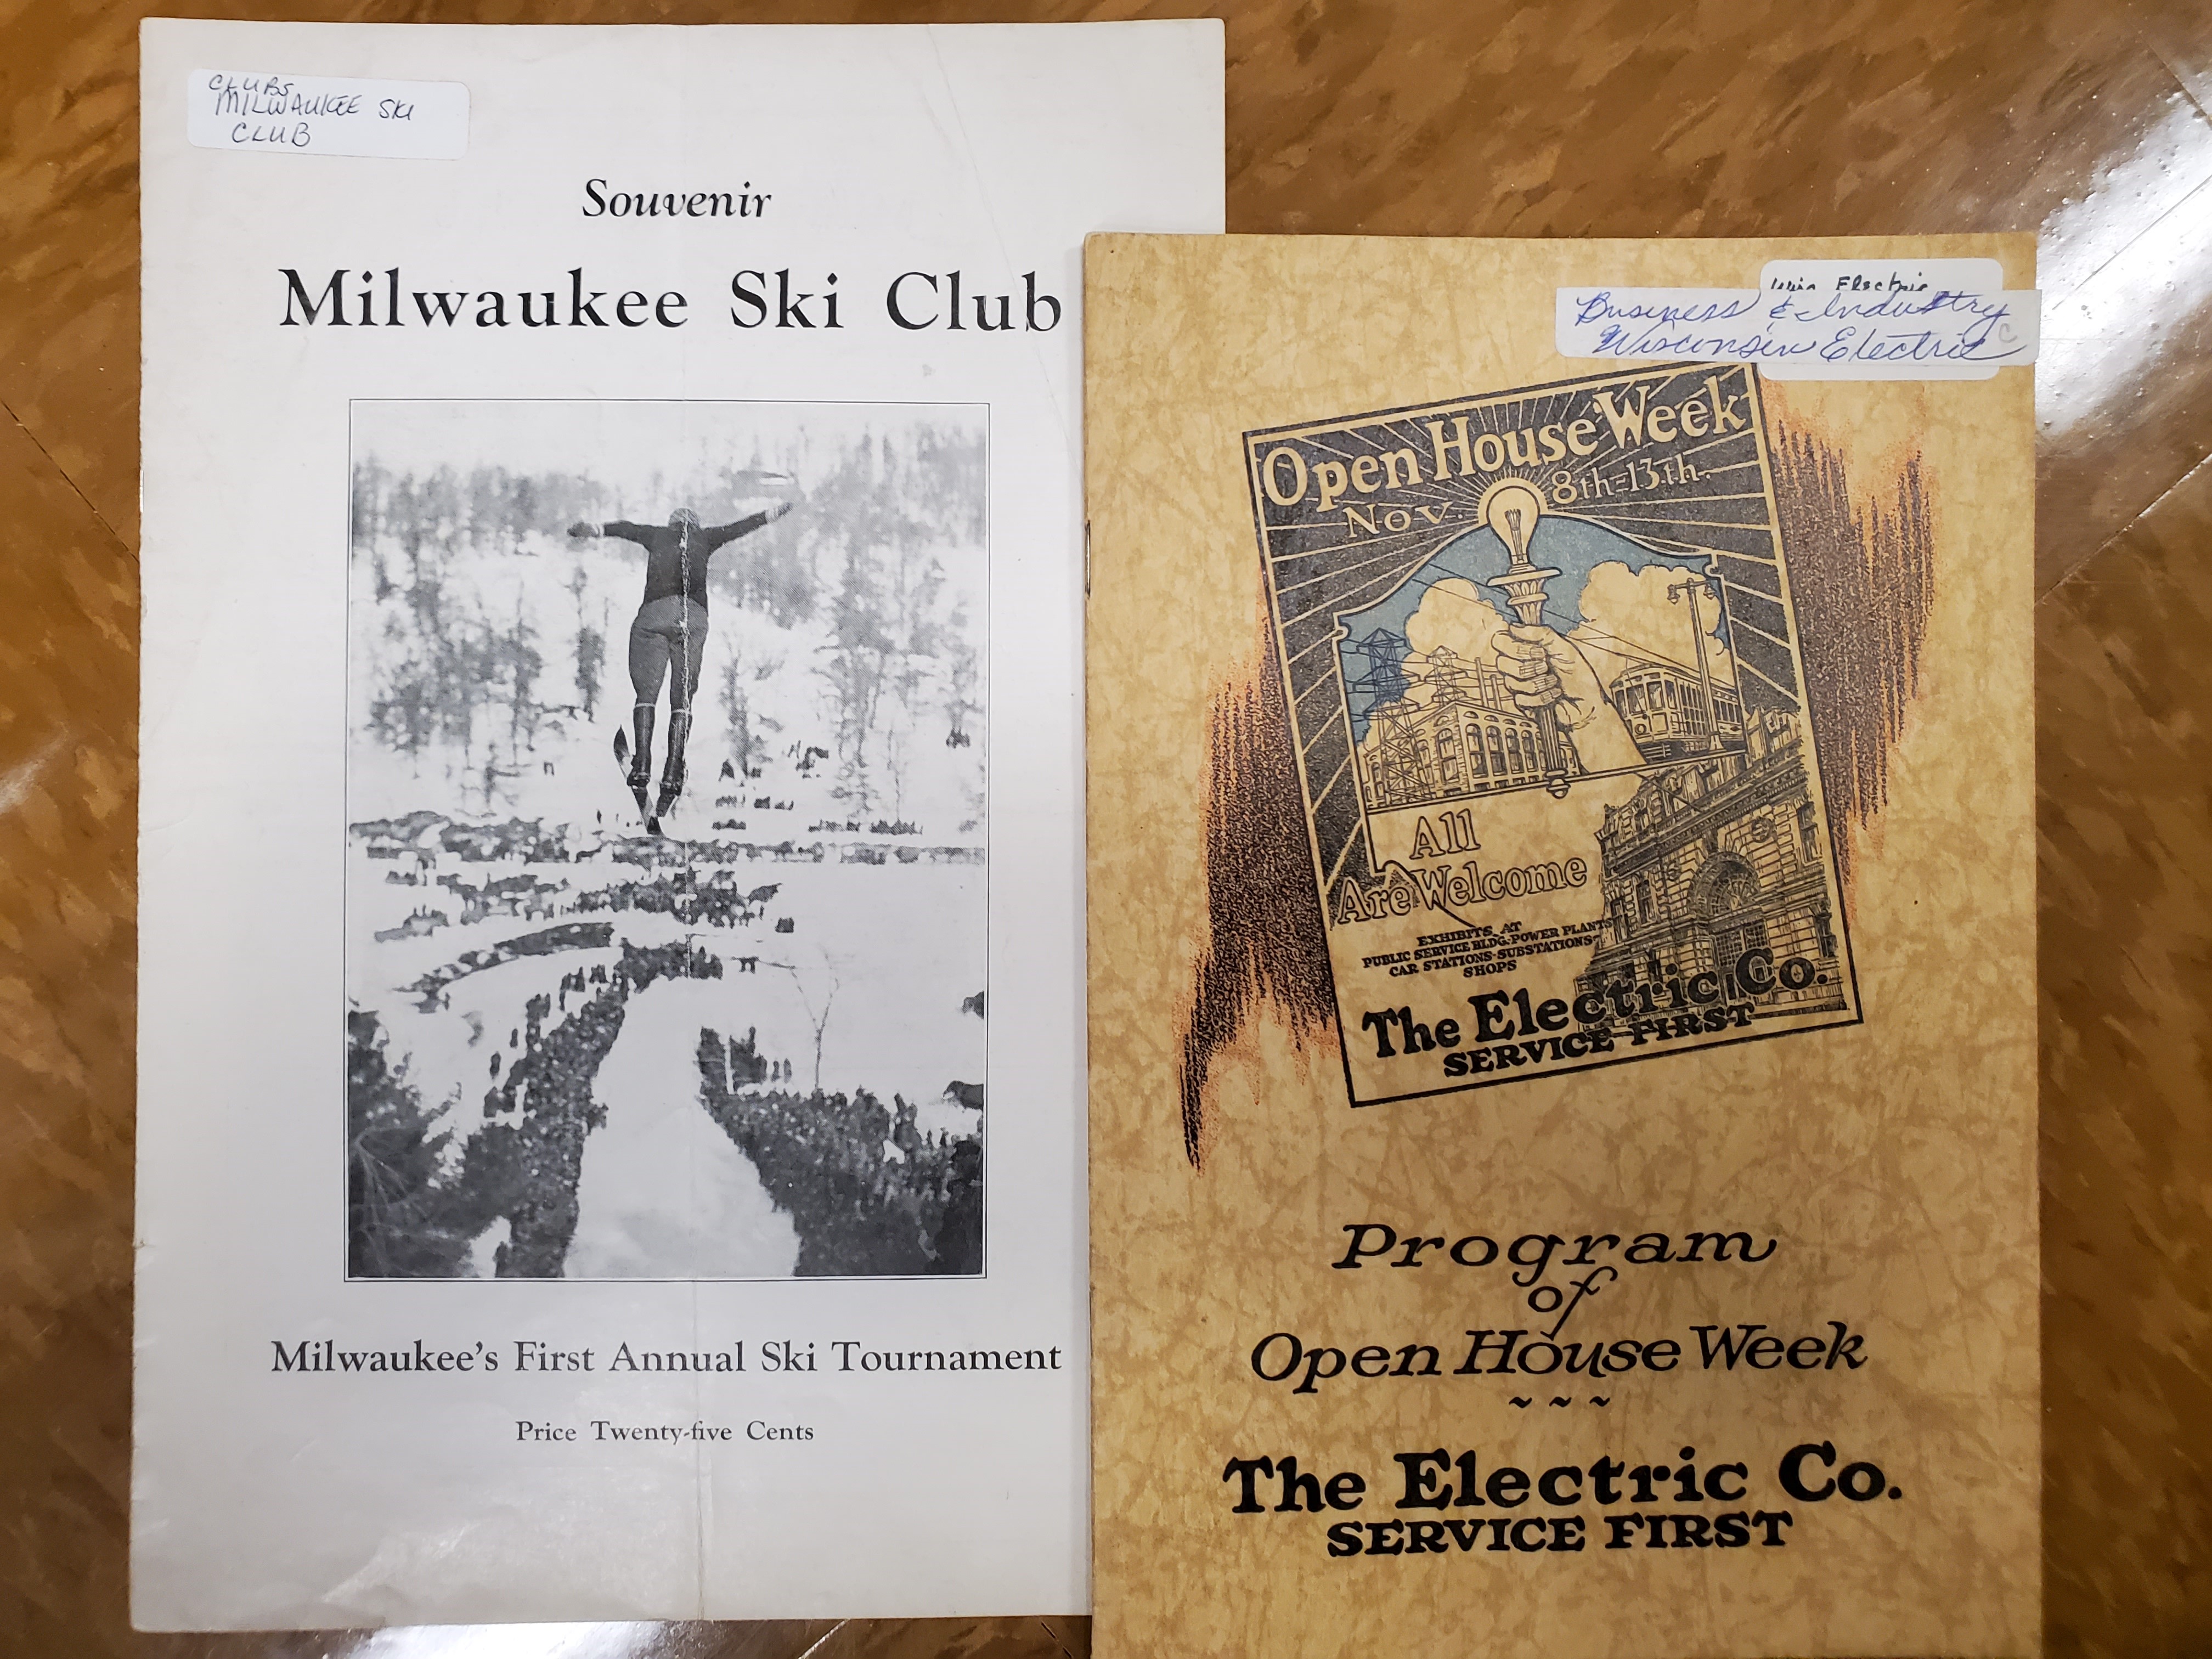 CLUBS
MILWAUKEE SKI
CLUB
Souvenir
Milwaukee Ski Club
Milwaukee's First Annual Ski Tournament
Price Twenty-five Cents
Electric
Business & Industry
Wisconsin Electric
Open House Week
Nov. 8th-13th.
All
Are Welcome
EXHIBITS AT
PUBLIC SERVICE BLDG-POWER PLANTS
CAR STATIONS-SUBSTATIONS-
SHOPS
The Electric Co.
SERVICE FIRST
Program
of
Open House Week
~ ~ ~
The Electric Co.
SERVICE FIRST